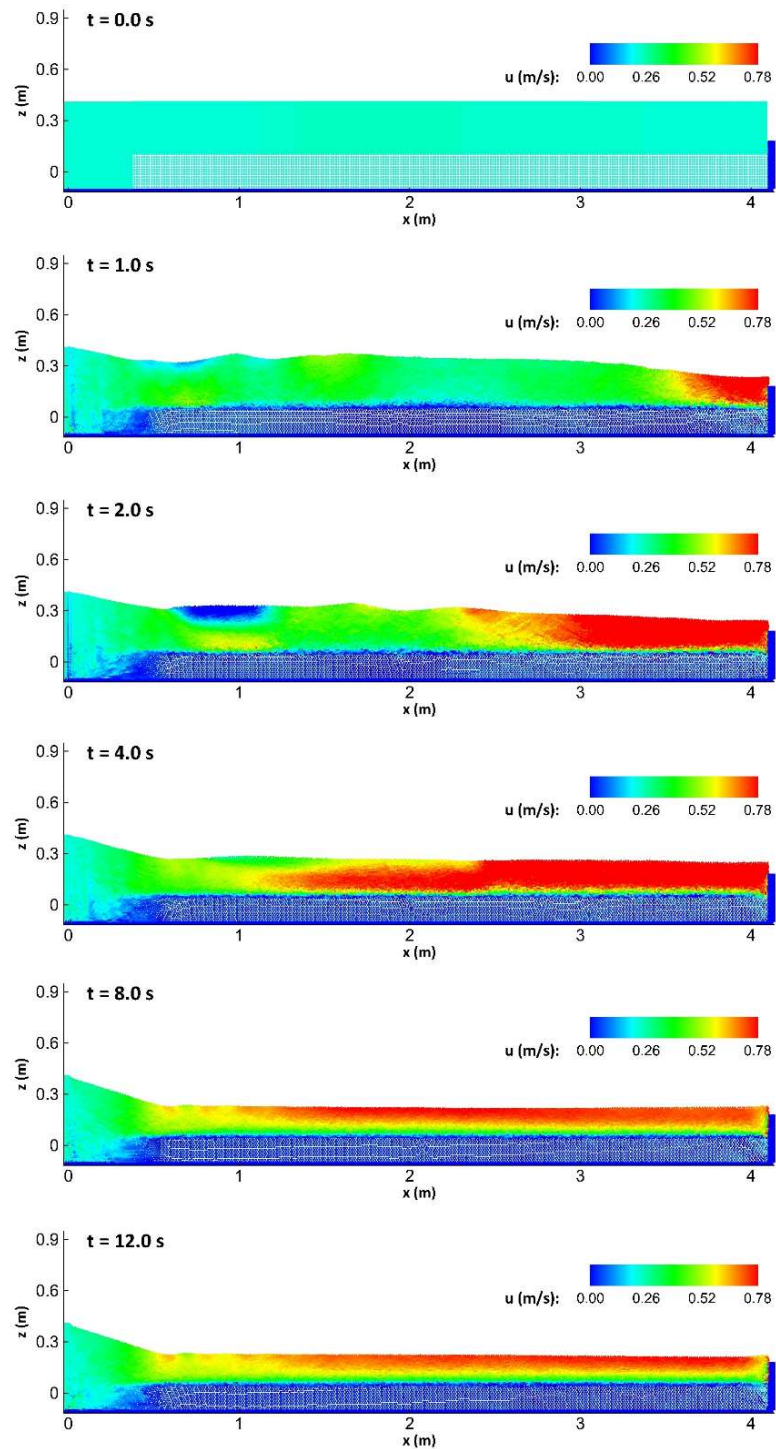 t = 0.0 s
u (m/s): 0.00 0.26 0.52 0.78
z (m)
0.9
0.6
0.3
0
0 1 2 3 4
x (m)
t = 1.0 s
u (m/s): 0.00 0.26 0.52 0.78
z (m)
0.9
0.6
0.3
0
0 1 2 3 4
x (m)
t = 2.0 s
u (m/s): 0.00 0.26 0.52 0.78
z (m)
0.9
0.6
0.3
0
0 1 2 3 4
x (m)
t = 4.0 s
u (m/s): 0.00 0.26 0.52 0.78
z (m)
0.9
0.6
0.3
0
0 1 2 3 4
x (m)
t = 8.0 s
u (m/s): 0.00 0.26 0.52 0.78
z (m)
0.9
0.6
0.3
0
0 1 2 3 4
x (m)
t = 12.0 s
u (m/s): 0.00 0.26 0.52 0.78
z (m)
0.9
0.6
0.3
0
0 1 2 3 4
x (m)